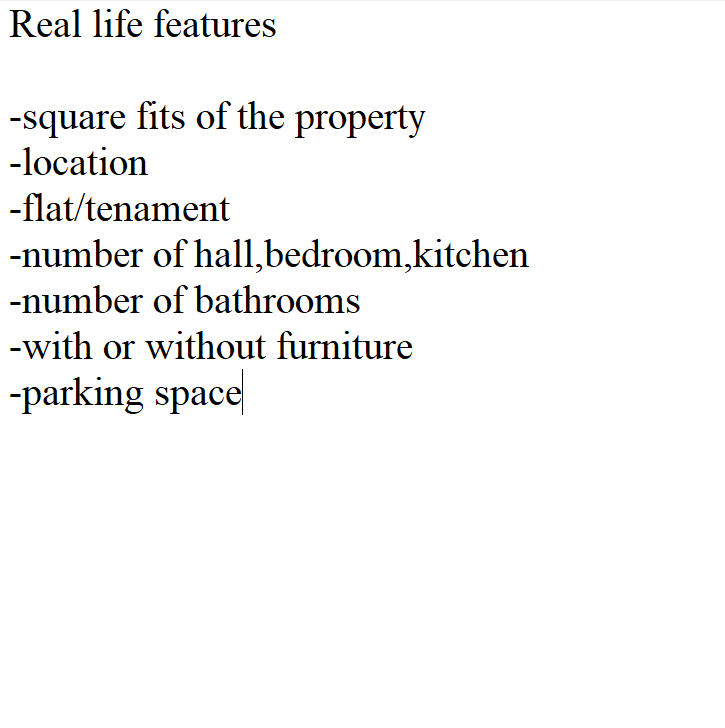 Real life features
-square fits of the property
-location
-flat/tenament
-number of hall,bedroom,kitchen
-number of bathrooms
-with or without furniture
-parking space